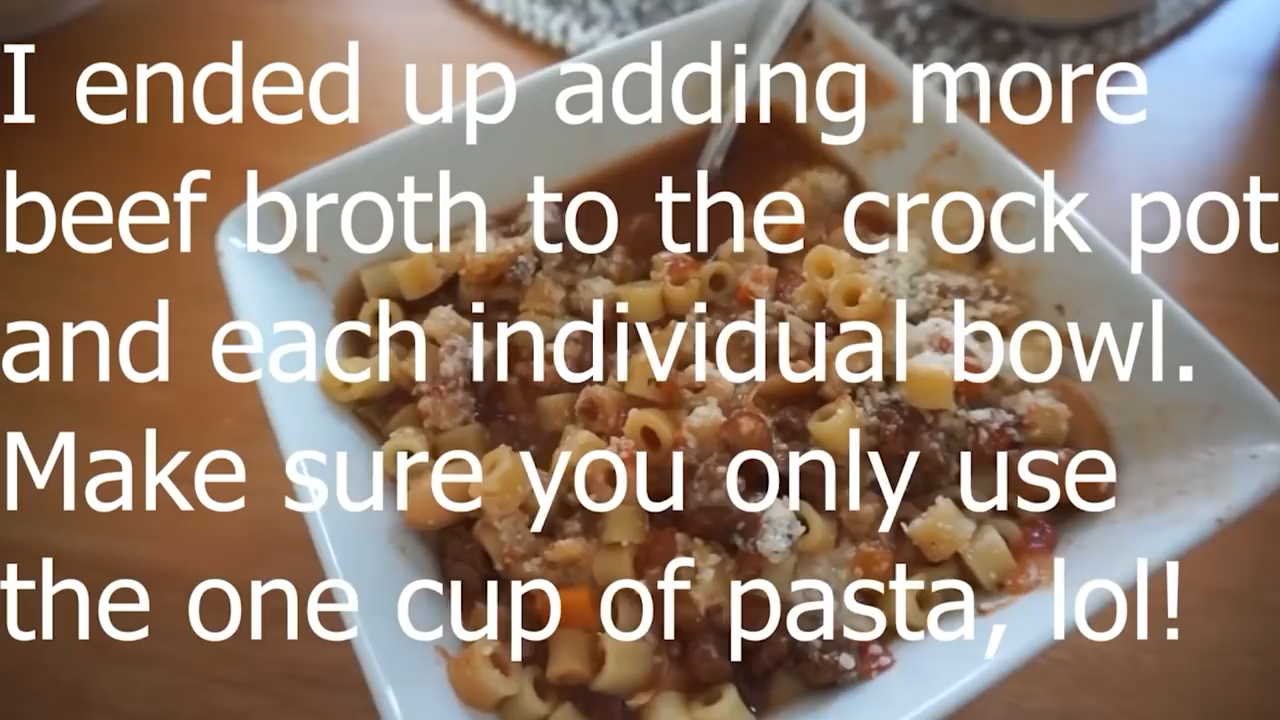 I ended up adding more
beef broth to the crock pot
and each individual bowl.
Make sure you only use
the one cup of pasta, lol!